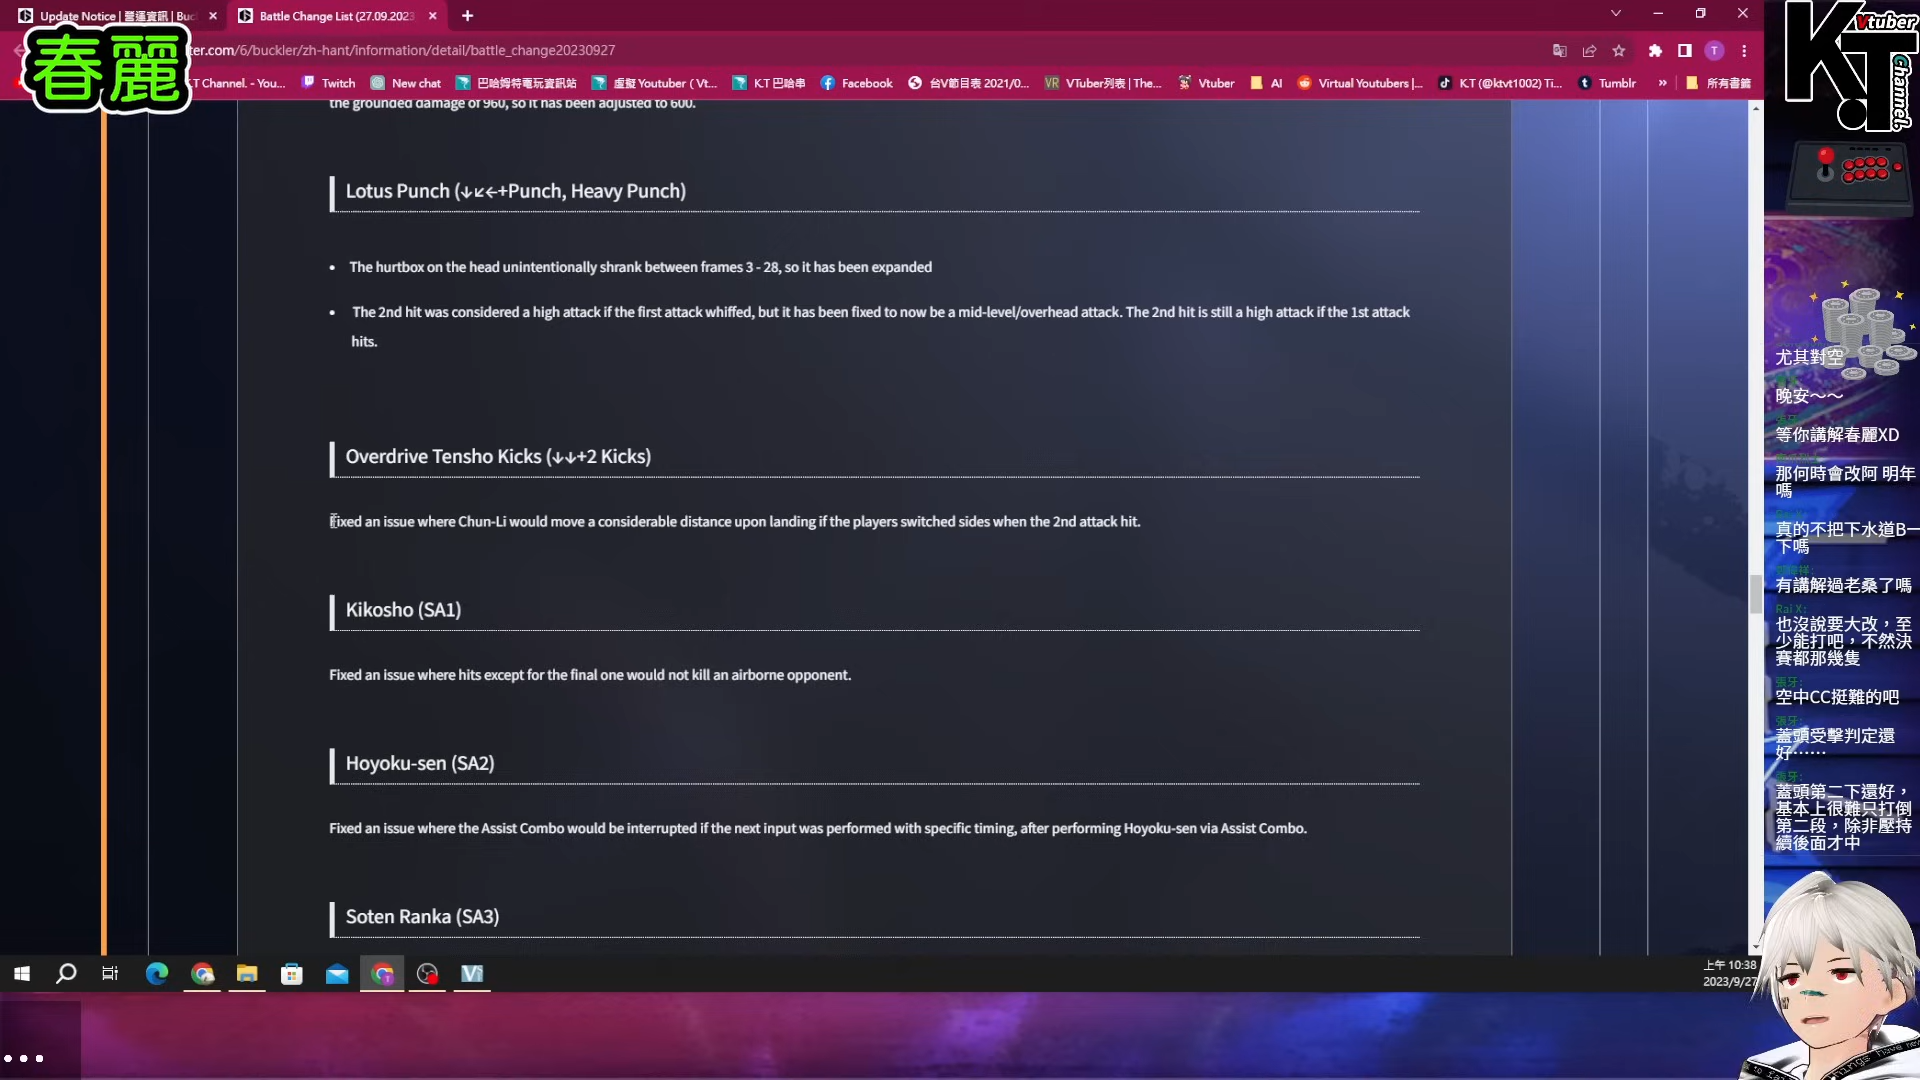 Update Notice | 營運資訊 | Buc
Battle Change List (27.09.2023
春麗
ter.com/6/buckler/zh-hant/information/detail/battle_change20230927
T
K.T Channel. - You...
Twitch
New chat
巴哈姆特電玩資訊站
虛擬 Youtuber ( Vt...
K.T 巴哈串
Facebook
台V節目表 2021/0...
VR
VTuber列表 | The...
Vtuber
AI
Virtual Youtubers |...
K.T (@ktvt1002) Ti...
Tumblr
»
所有書籤
Vtuber
K.T
Channel.
the grounded damage of 960, so it has been adjusted to 600.
Lotus Punch (↓↙←+Punch, Heavy Punch)
• The hurtbox on the head unintentionally shrank between frames 3 - 28, so it has been expanded
• The 2nd hit was considered a high attack if the first attack whiffed, but it has been fixed to now be a mid-level/overhead attack. The 2nd hit is still a high attack if the 1st attack
hits.
Overdrive Tensho Kicks (↓↓+2 Kicks)
Fixed an issue where Chun-Li would move a considerable distance upon landing if the players switched sides when the 2nd attack hit.
Kikosho (SA1)
Fixed an issue where hits except for the final one would not kill an airborne opponent.
Hoyoku-sen (SA2)
Fixed an issue where the Assist Combo would be interrupted if the next input was performed with specific timing, after performing Hoyoku-sen via Assist Combo.
Soten Ranka (SA3)
尤其對空
晚安～～
等你講解春麗XD
那何時會改阿 明年
嗎
真的不把下水道B一
下嗎
有講解過老桑了嗎
Rai X:
也沒說要大改，至
少能打吧，不然決
賽都那幾隻
張牙:
空中CC挺難的吧
張牙:
蓋頭受擊判定還
好⋯⋯
張牙:
蓋頭第二下還好，
基本上很難只打倒
第二段，除非壓持
續後面才中
上午 10:38
2023/9/27